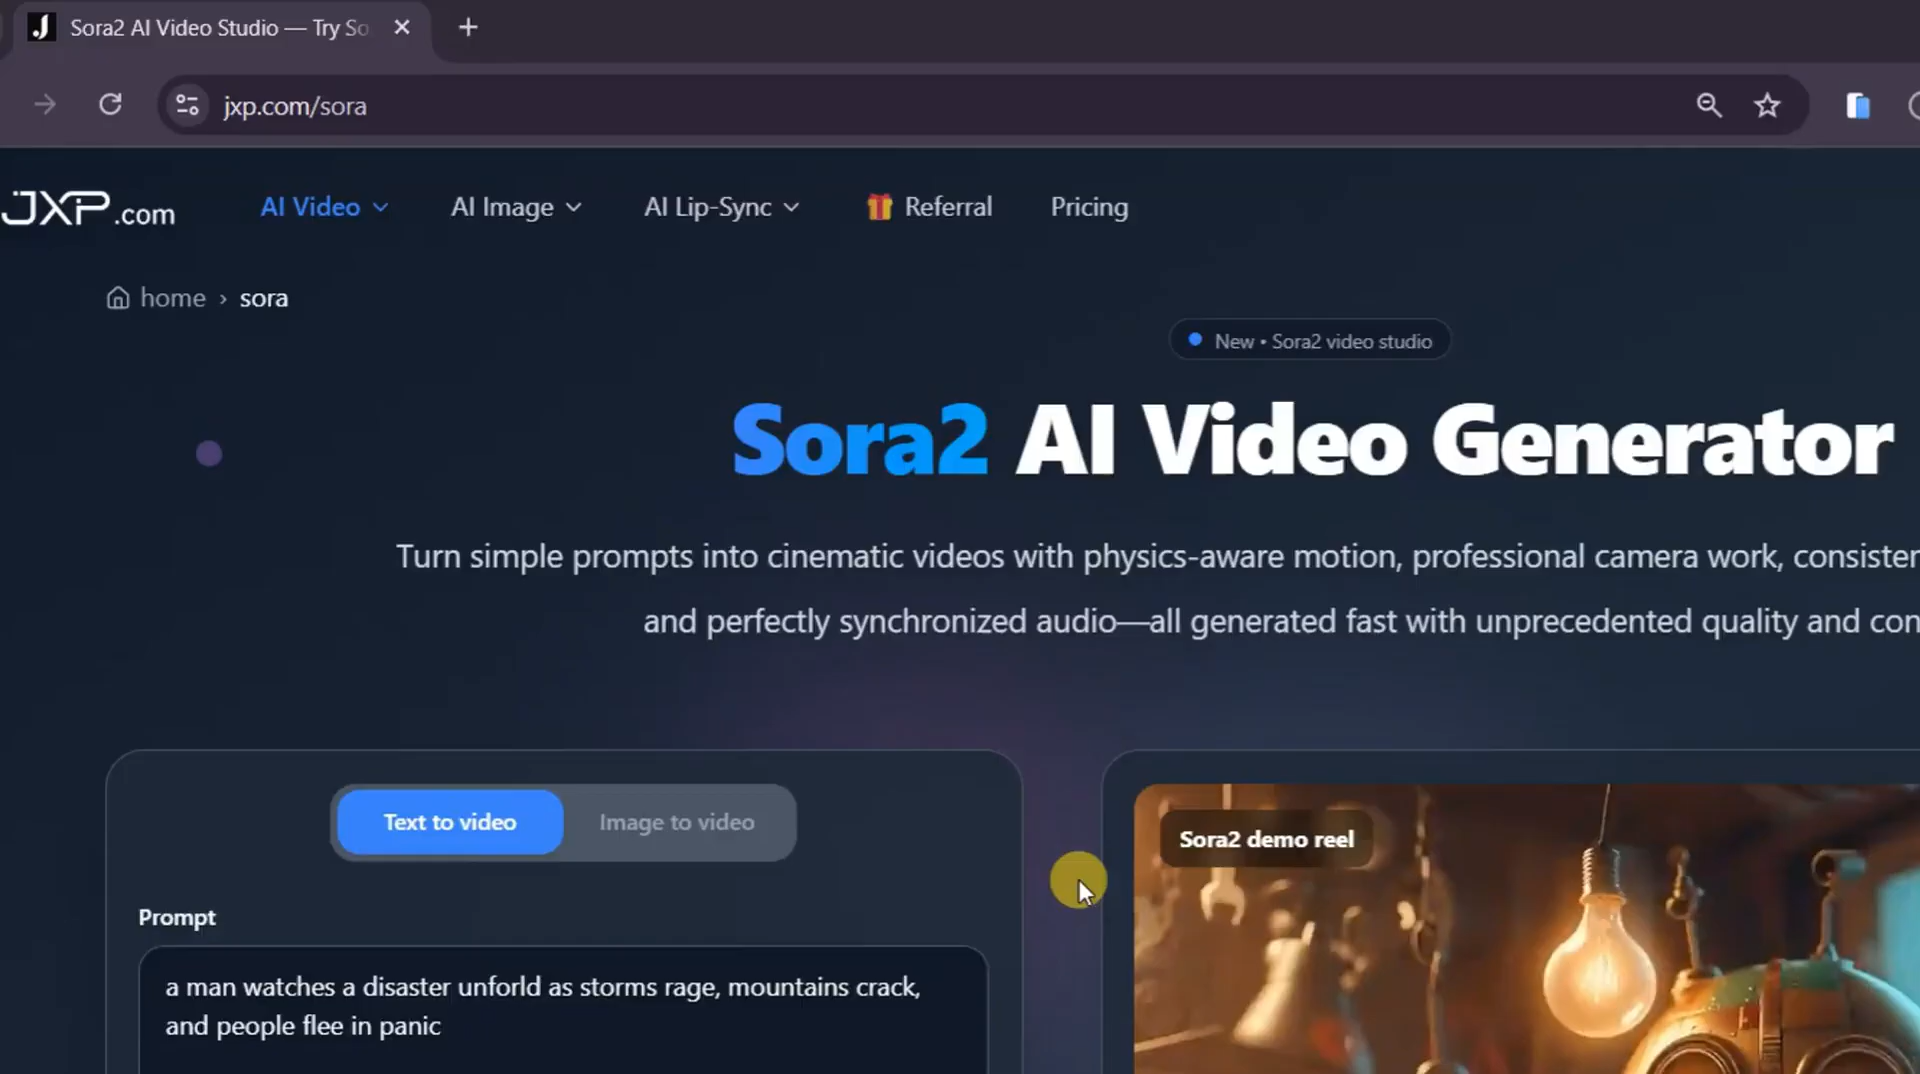 Sora2 AI Video Studio — Try So
jxp.com/sora
JXP.com
AI Video
AI Image
AI Lip-Sync
Referral
Pricing
home › sora
New • Sora2 video studio
Sora2 AI Video Generator
Turn simple prompts into cinematic videos with physics-aware motion, professional camera work, consister
and perfectly synchronized audio—all generated fast with unprecedented quality and con
Text to video
Image to video
Sora2 demo reel
Prompt
a man watches a disaster unforld as storms rage, mountains crack,
and people flee in panic